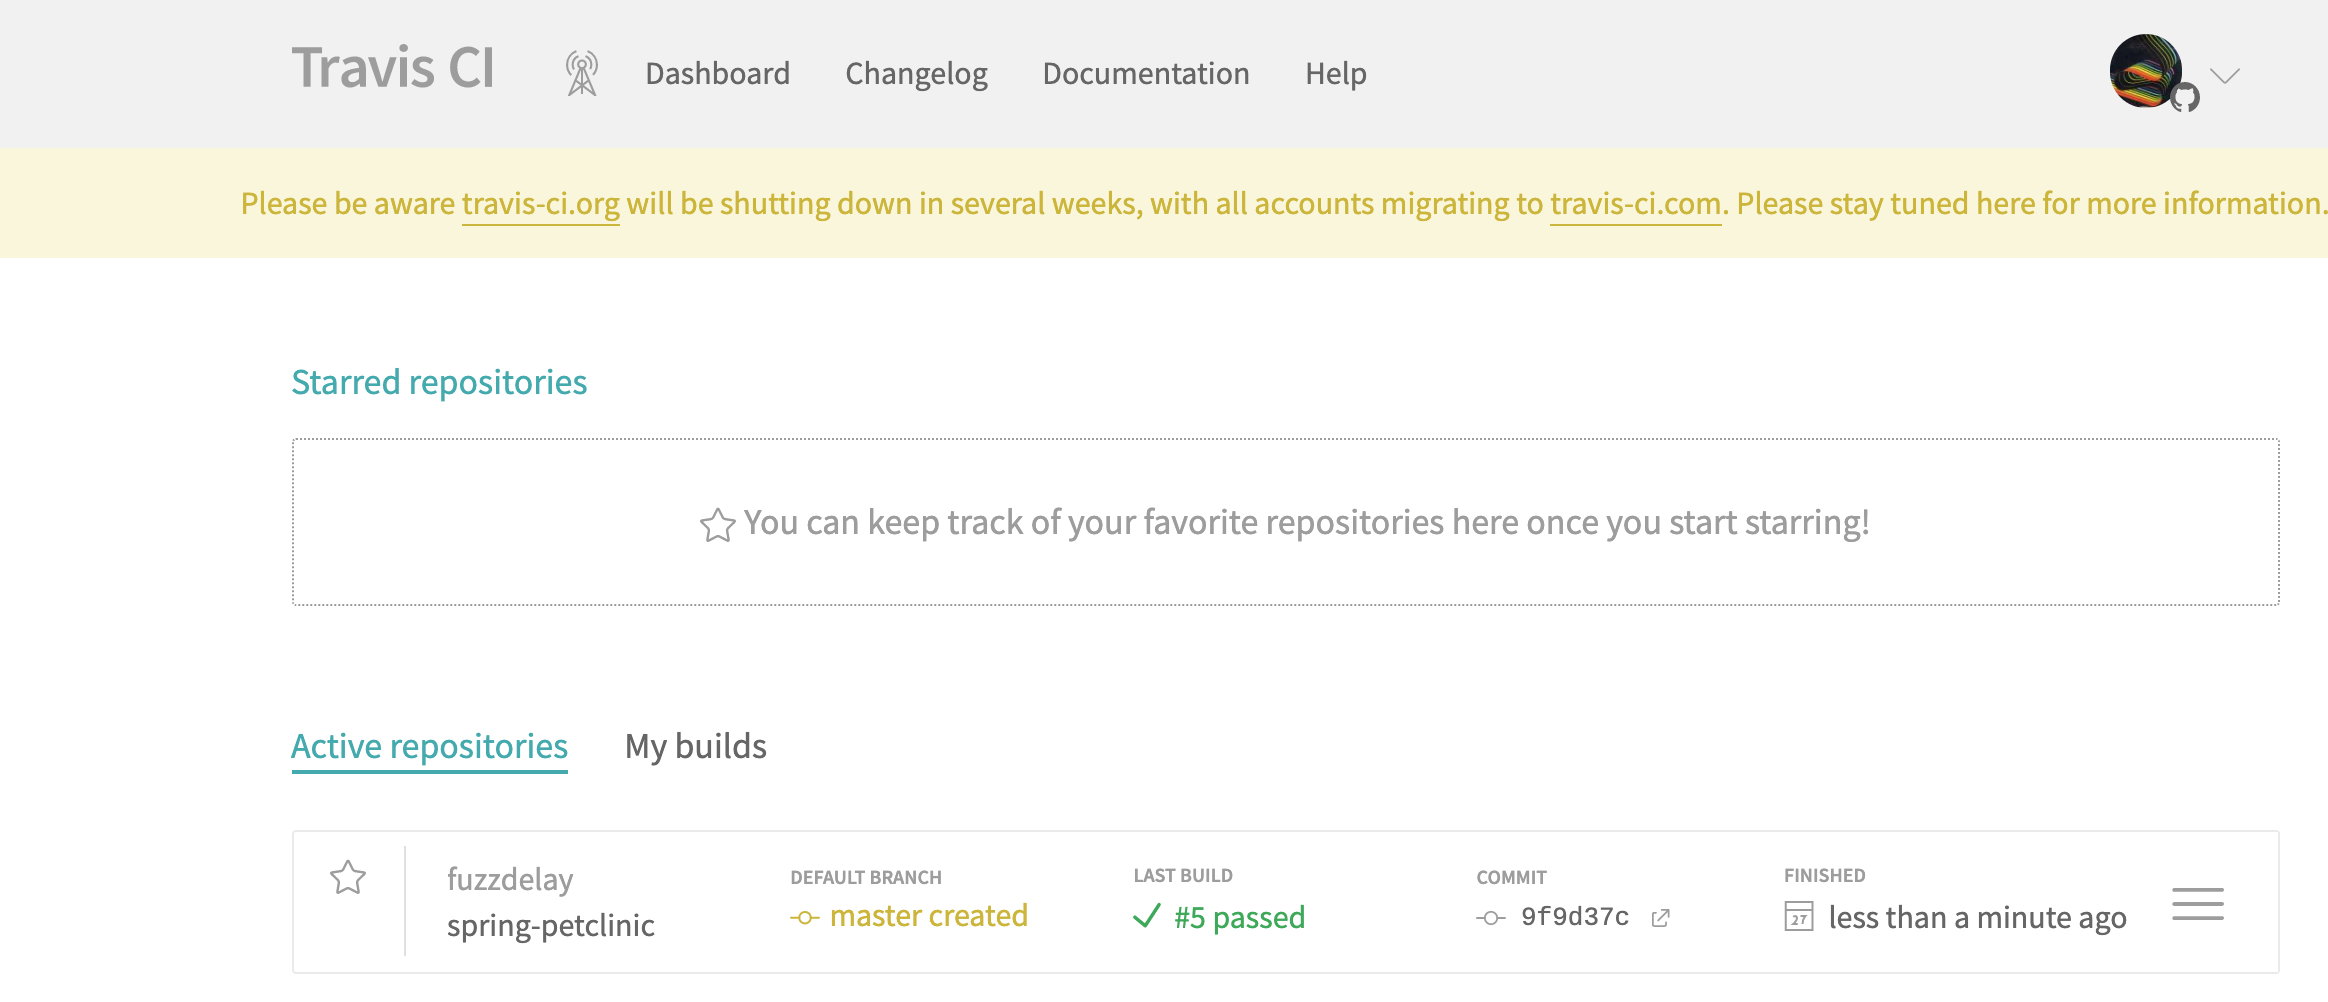 Travis CI Dashboard Changelog Documentation Help
Please be aware travis-ci.org will be shutting down in several weeks, with all accounts migrating to travis-ci.com. Please stay tuned here for more information.
Starred repositories
You can keep track of your favorite repositories here once you start starring!
Active repositories My builds
fuzzdelay DEFAULT BRANCH LAST BUILD COMMIT FINISHED
spring-petclinic master created #5 passed 9f9d37c 27 less than a minute ago